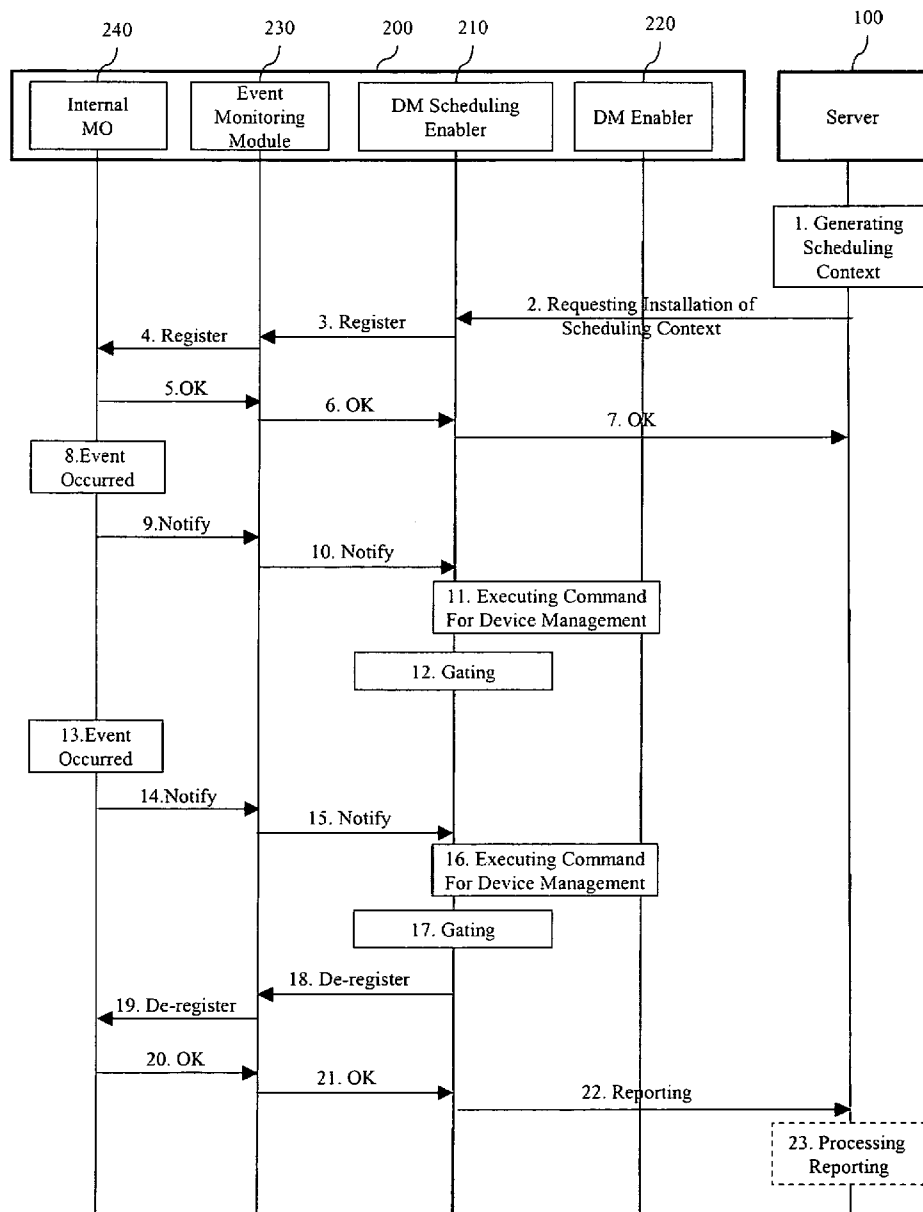 240
230
200
210
220
100
Internal
MO
Event
Monitoring
Module
DM Scheduling
Enabler
DM Enabler
Server
1. Generating
Scheduling
Context
2. Requesting Installation of
Scheduling Context
3. Register
4. Register
5.OK
6. OK
7. OK
8.Event
Occurred
9.Notify
10. Notify
11. Executing Command
For Device Management
12. Gating
13.Event
Occurred
14.Notify
15. Notify
16. Executing Command
For Device Management
17. Gating
18. De-register
19. De-register
20. OK
21. OK
22. Reporting
23. Processing
Reporting